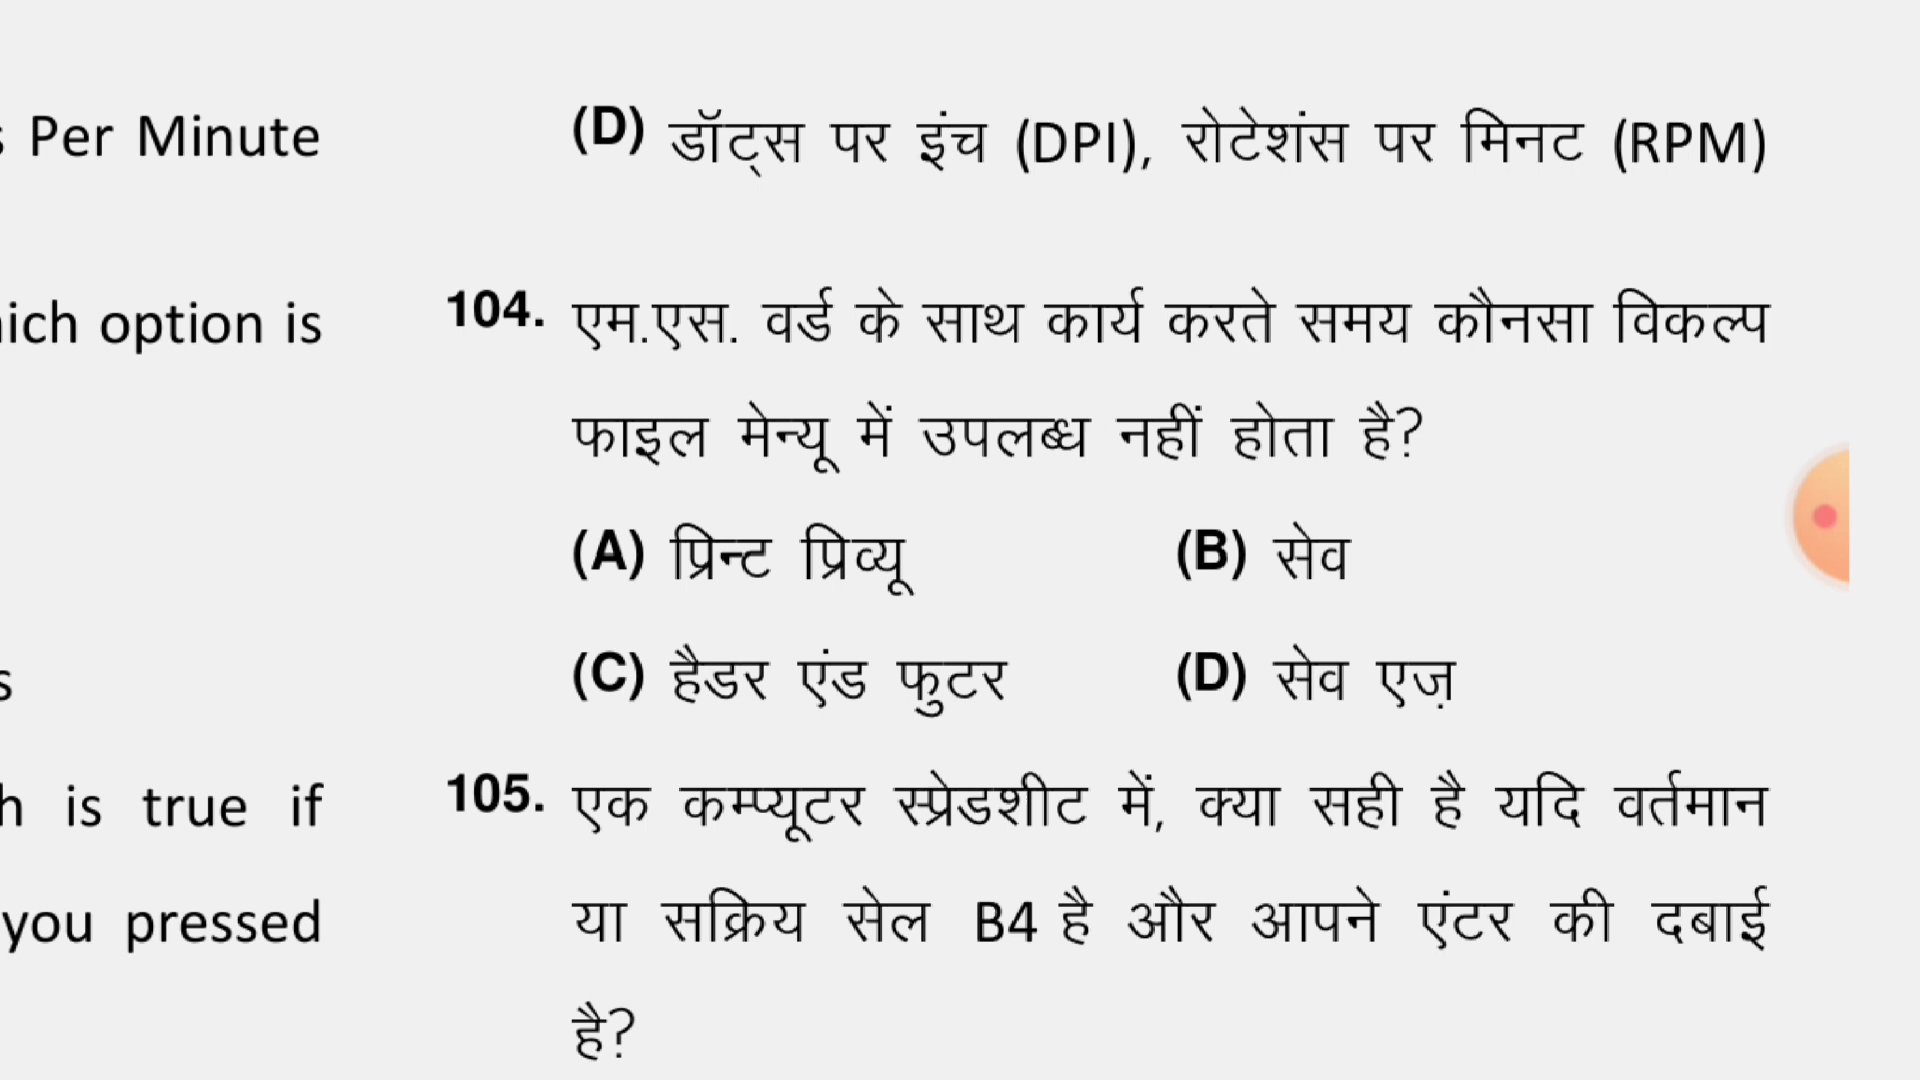 s Per Minute
(D) डॉट्स पर इंच (DPI), रोटेशंस पर मिनट (RPM)
ich option is
104. एम.एस. वर्ड के साथ कार्य करते समय कौनसा विकल्प
फाइल मेन्यू में उपलब्ध नहीं होता है?
(A) प्रिन्ट प्रिव्यू (B) सेव
(C) हैडर एंड फुटर (D) सेव एज़
s
h is true if
105. एक कम्प्यूटर स्प्रेडशीट में, क्या सही है यदि वर्तमान
you pressed
या सक्रिय सेल B4 है और आपने एंटर की दबाई
है?